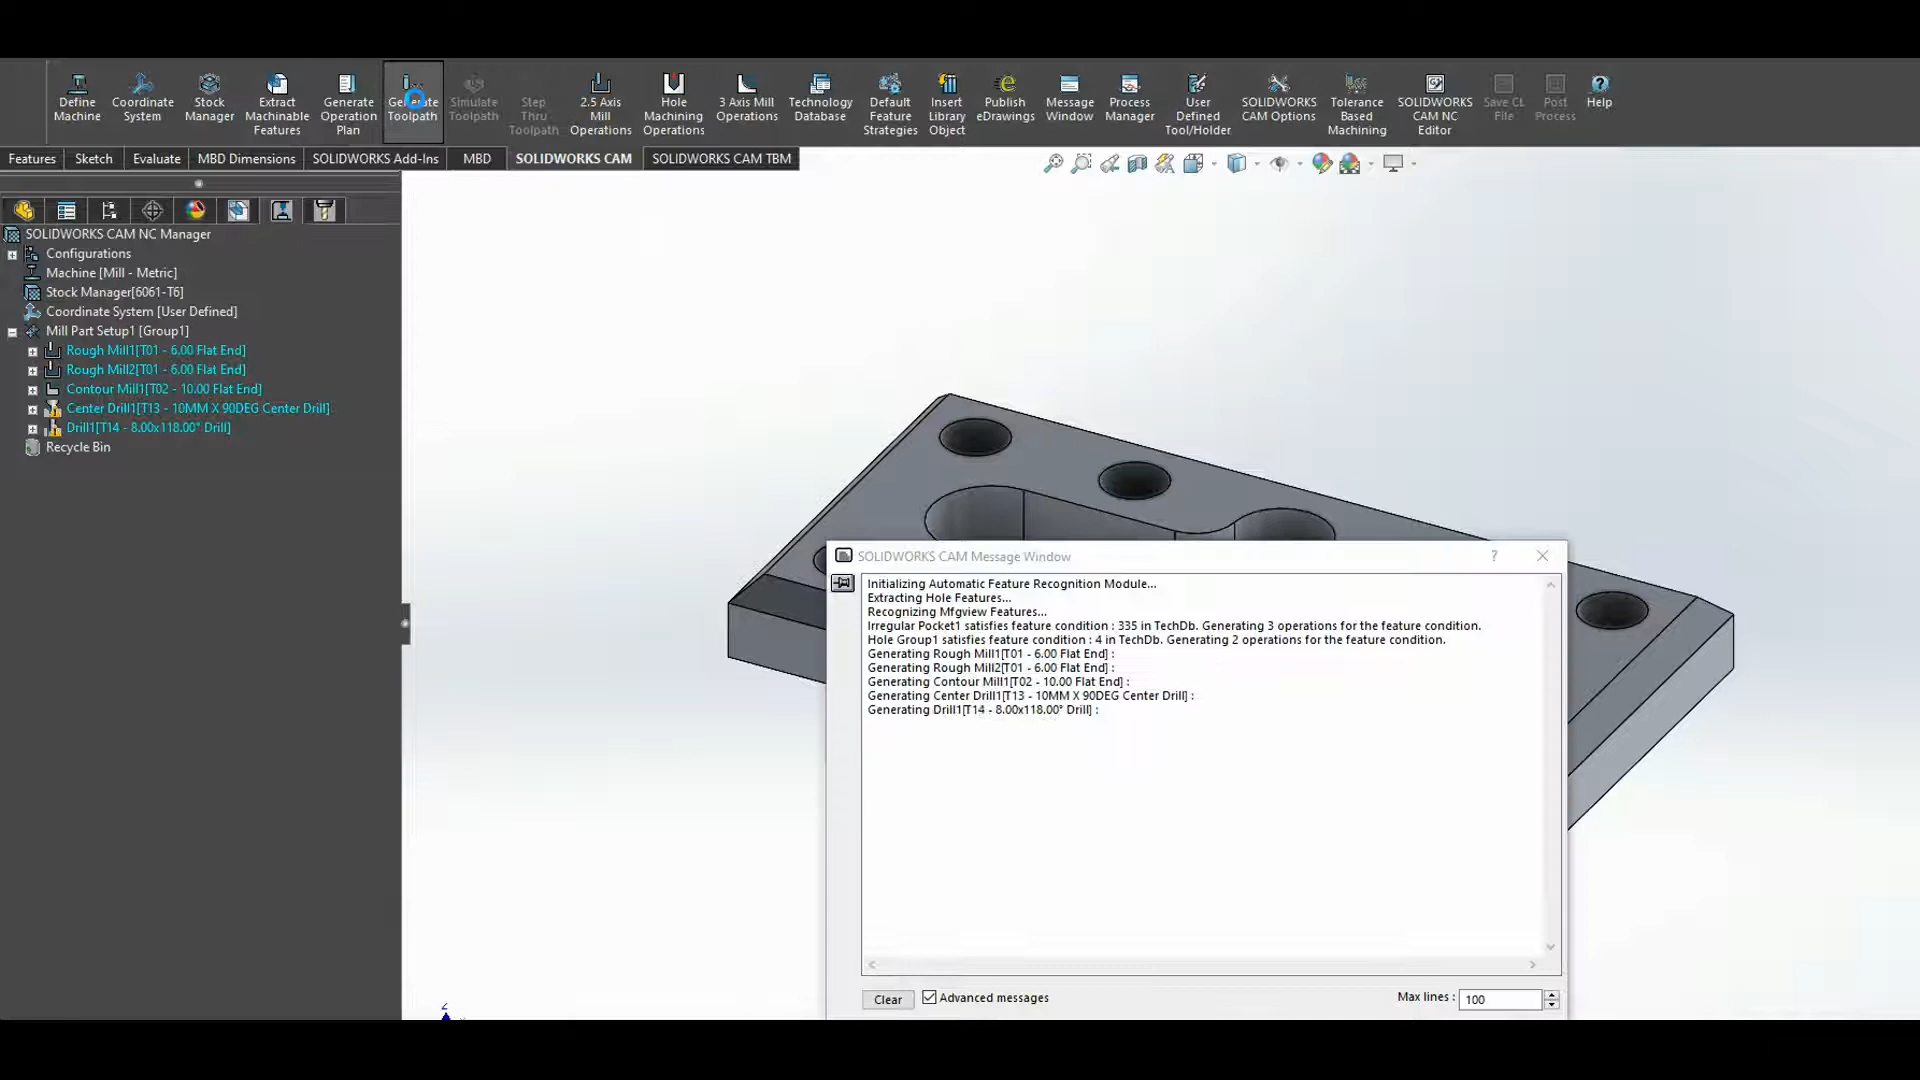 Define Machine
Coordinate System
Stock Manager
Extract Machinable Features
Generate Operation Plan
Generate Toolpath
Simulate Toolpath
Step Thru Toolpath
2.5 Axis Mill Operations
Hole Machining Operations
3 Axis Mill Operations
Technology Database
Default Feature Strategies
Insert Library Object
Publish eDrawings
Message Window
Process Manager
User Defined Tool/Holder
SOLIDWORKS CAM Options
Tolerance Based Machining
SOLIDWORKS CAM NC Editor
Save CL File
Post Process
Help
Features
Sketch
Evaluate
MBD Dimensions
SOLIDWORKS Add-Ins
MBD
SOLIDWORKS CAM
SOLIDWORKS CAM TBM
SOLIDWORKS CAM NC Manager
Configurations
Machine [Mill - Metric]
Stock Manager[6061-T6]
Coordinate System [User Defined]
Mill Part Setup1 [Group1]
Rough Mill1[T01 - 6.00 Flat End]
Rough Mill2[T01 - 6.00 Flat End]
Contour Mill1[T02 - 10.00 Flat End]
Center Drill1[T13 - 10MM X 90DEG Center Drill]
Drill1[T14 - 8.00x118.00° Drill]
Recycle Bin
SOLIDWORKS CAM Message Window
?
Initializing Automatic Feature Recognition Module...
Extracting Hole Features...
Recognizing Mfgview Features...
Irregular Pocket1 satisfies feature condition : 335 in TechDb. Generating 3 operations for the feature condition.
Hole Group1 satisfies feature condition : 4 in TechDb. Generating 2 operations for the feature condition.
Generating Rough Mill1[T01 - 6.00 Flat End] :
Generating Rough Mill2[T01 - 6.00 Flat End] :
Generating Contour Mill1[T02 - 10.00 Flat End] :
Generating Center Drill1[T13 - 10MM X 90DEG Center Drill] :
Generating Drill1[T14 - 8.00x118.00° Drill] :
Clear
Advanced messages
Max lines :
100
Z